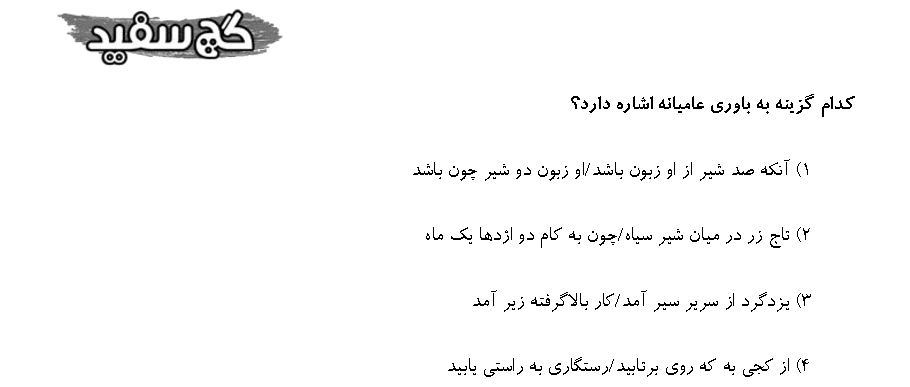 گچ سفید
کدام گزینه به باوری عامیانه اشاره دارد؟
۱) آنکه صد شیر از او زبون باشد/او زبون دو شیر چون باشد
۲) تاج زر در میان شیر سیاه/چون به کام دو اژدها یک ماه
۳) یزدگرد از سریر سیر آمد/کار بالاگرفته زیر آمد
۴) از کجی به که روی برتابید/رستگاری به راستی یابید